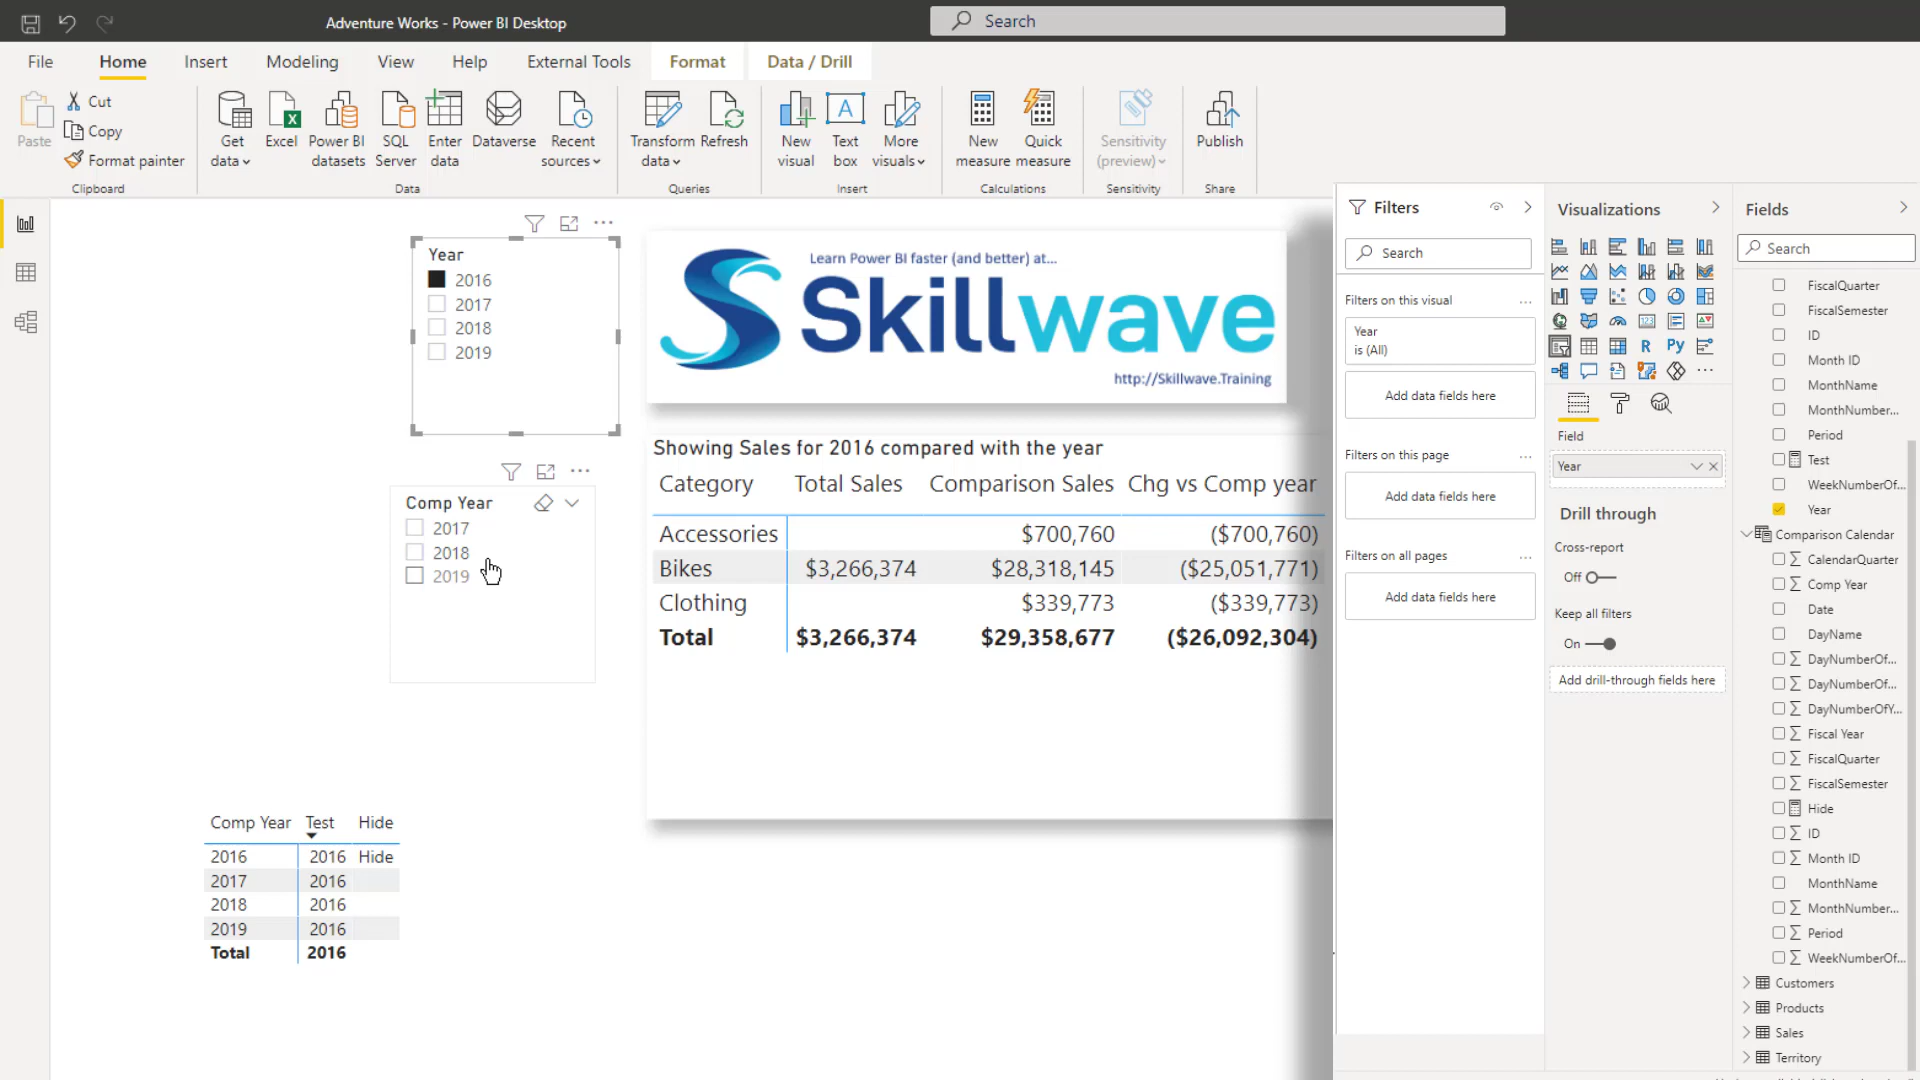 Adventure Works - Power BI Desktop
Search
File
Home
Insert
Modeling
View
Help
External Tools
Format
Data / Drill
Paste
Cut
Copy
Format painter
Clipboard
Get data
Excel
Power BI datasets
SQL Server
Enter data
Dataverse
Recent sources
Data
Transform data
Refresh
Queries
New visual
Text box
More visuals
Insert
New measure
Quick measure
Calculations
Sensitivity (preview)
Sensitivity
Publish
Share
Year
2016
2017
2018
2019
Comp Year
2017
2018
2019
Learn Power BI faster (and better) at...
Skillwave
http://Skillwave.Training
Showing Sales for 2016 compared with the year
Category Total Sales Comparison Sales Chg vs Comp year
Accessories $700,760 ($700,760)
Bikes $3,266,374 $28,318,145 ($25,051,771)
Clothing $339,773 ($339,773)
Total $3,266,374 $29,358,677 ($26,092,304)
Comp Year Test Hide
2016 2016 Hide
2017 2016
2018 2016
2019 2016
Total 2016
Filters
Search
Filters on this visual ...
Year
is (All)
Add data fields here
Filters on this page ...
Add data fields here
Filters on all pages ...
Add data fields here
Visualizations
R
Py
...
Field
Year
Drill through
Cross-report
Off
Keep all filters
On
Add drill-through fields here
Fields
Search
FiscalQuarter
FiscalSemester
ID
Month ID
MonthName
MonthNumber...
Period
Test
WeekNumberOf...
Year
Comparison Calendar
CalendarQuarter
Comp Year
Date
DayName
DayNumberOf...
DayNumberOf...
DayNumberOfY...
Fiscal Year
FiscalQuarter
FiscalSemester
Hide
ID
Month ID
MonthName
MonthNumber...
Period
WeekNumberOf...
Customers
Products
Sales
Territory